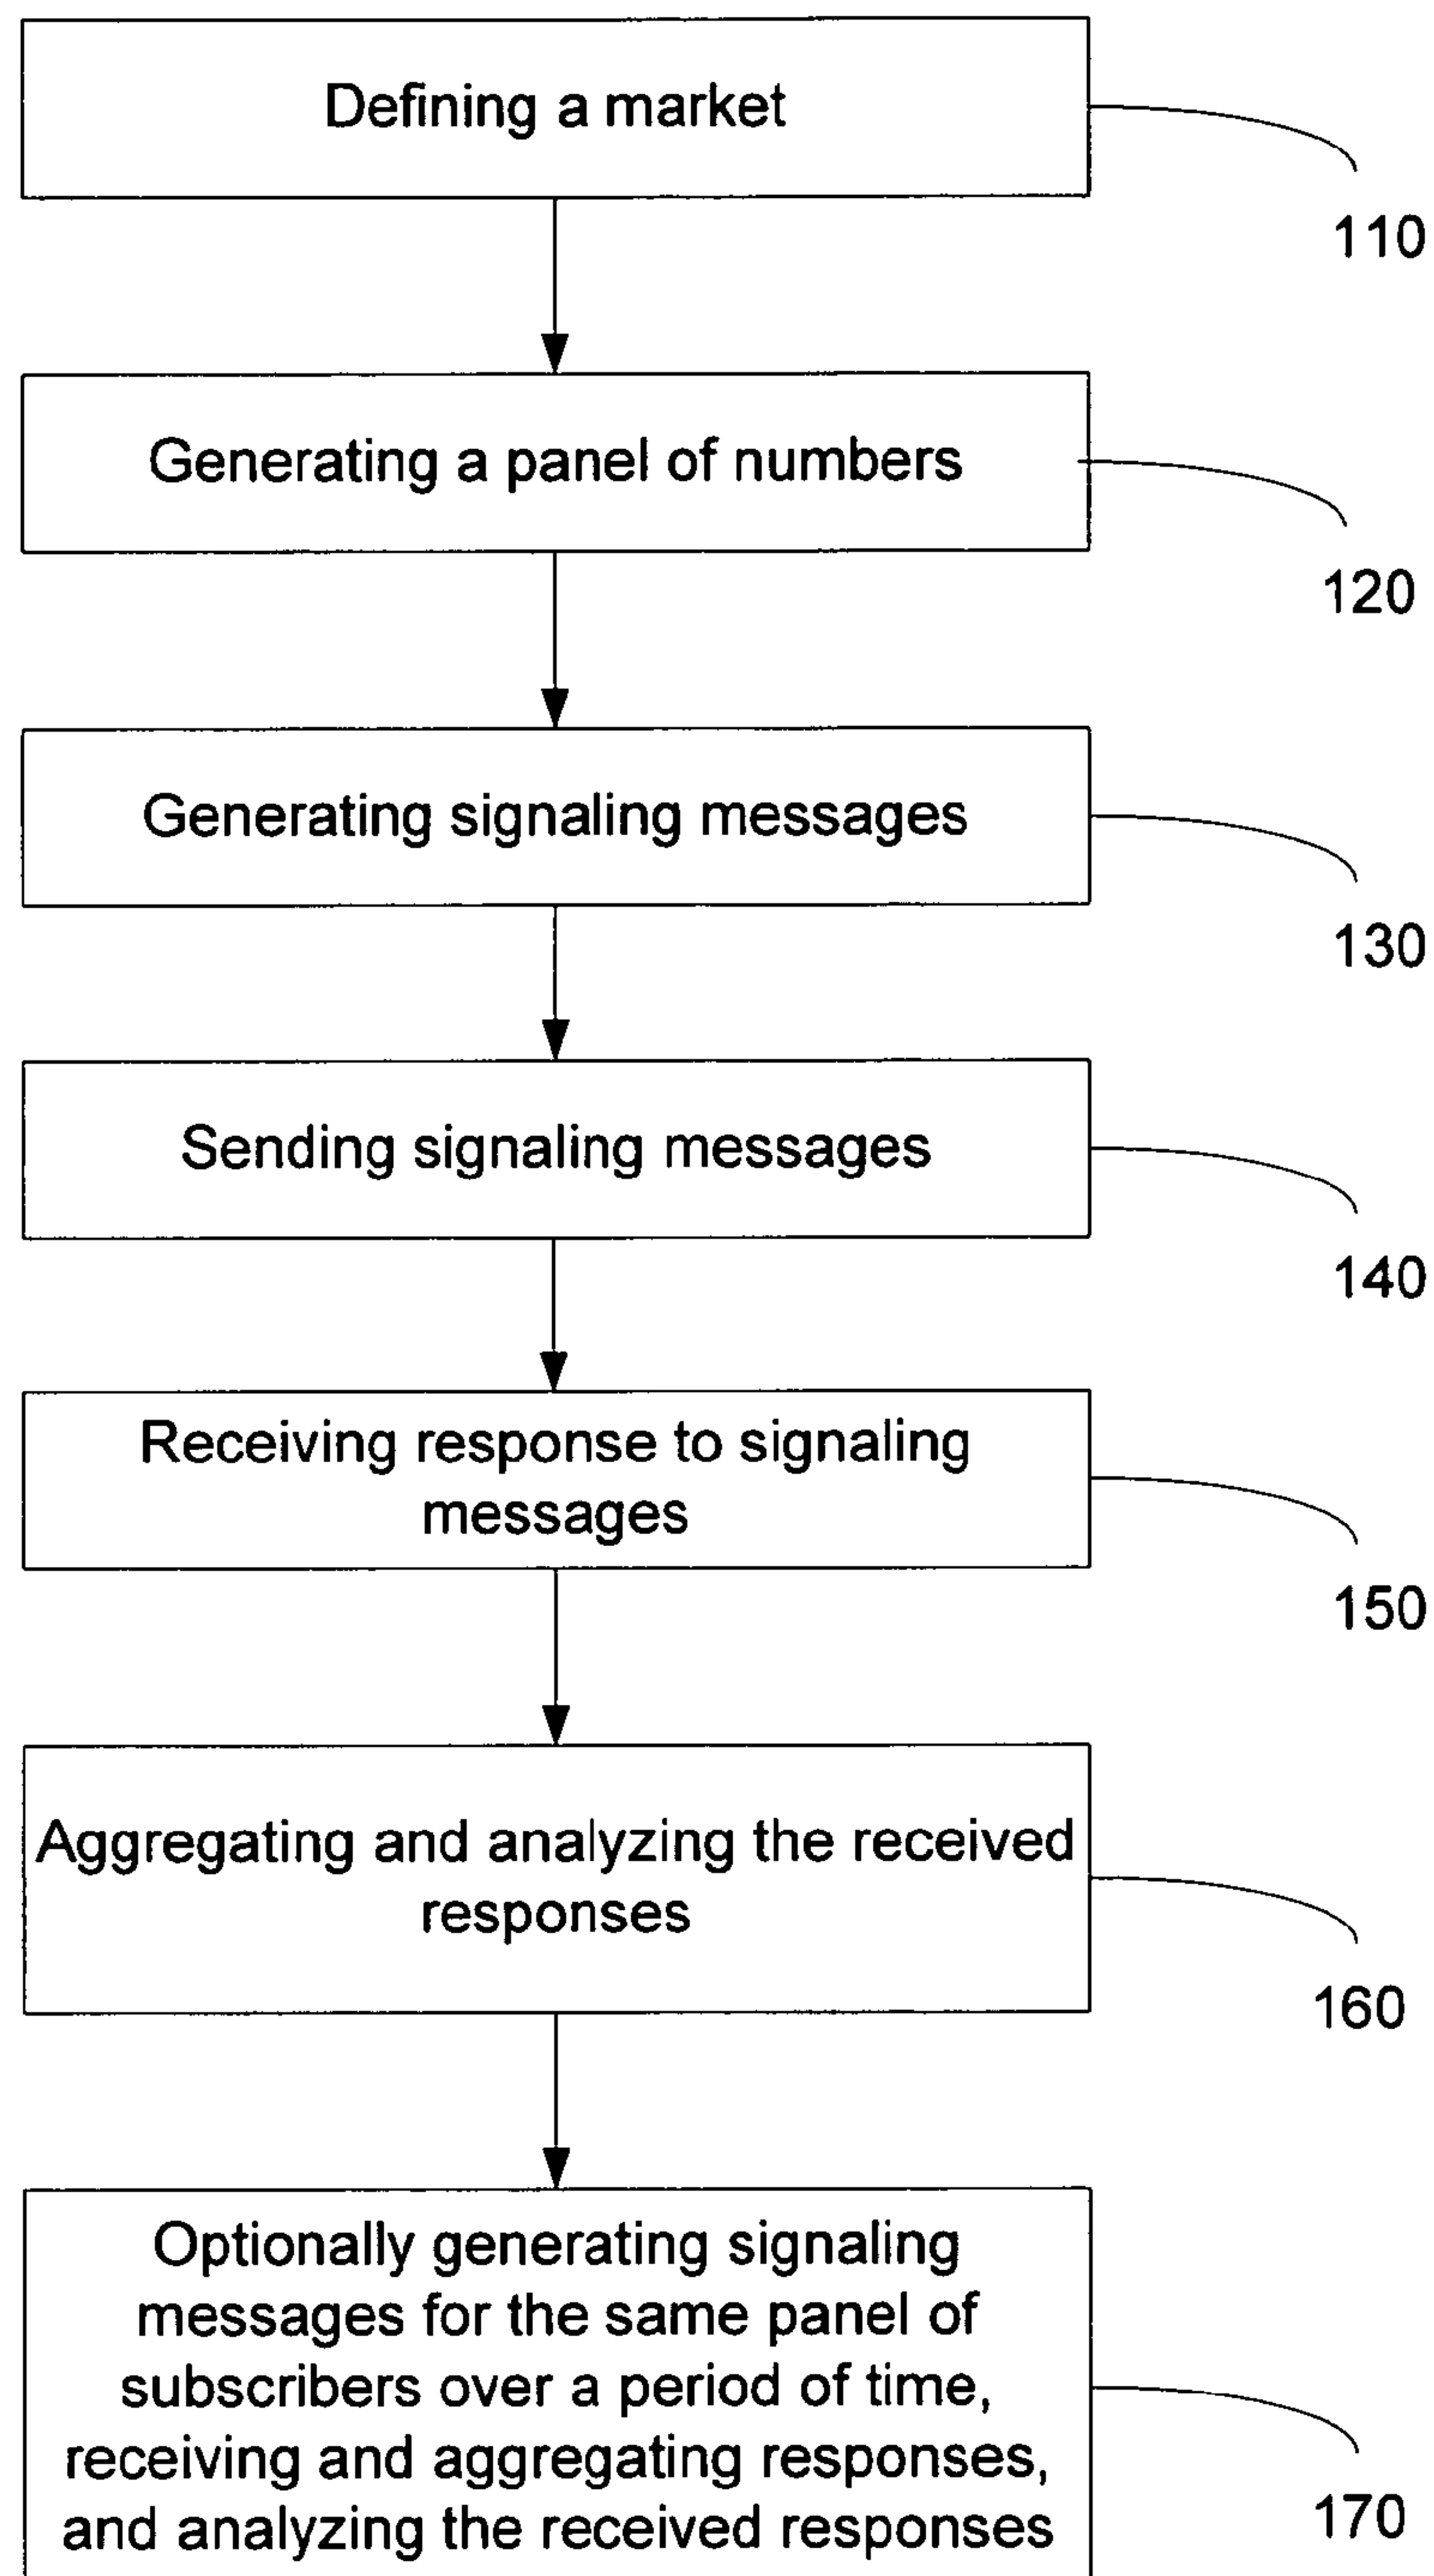 Defining a market
110
Generating a panel of numbers
120
Generating signaling messages
130
Sending signaling messages
140
Receiving response to signaling
messages
150
Aggregating and analyzing the received
responses
160
Optionally generating signaling
messages for the same panel of
subscribers over a period of time,
receiving and aggregating responses,
and analyzing the received responses
170